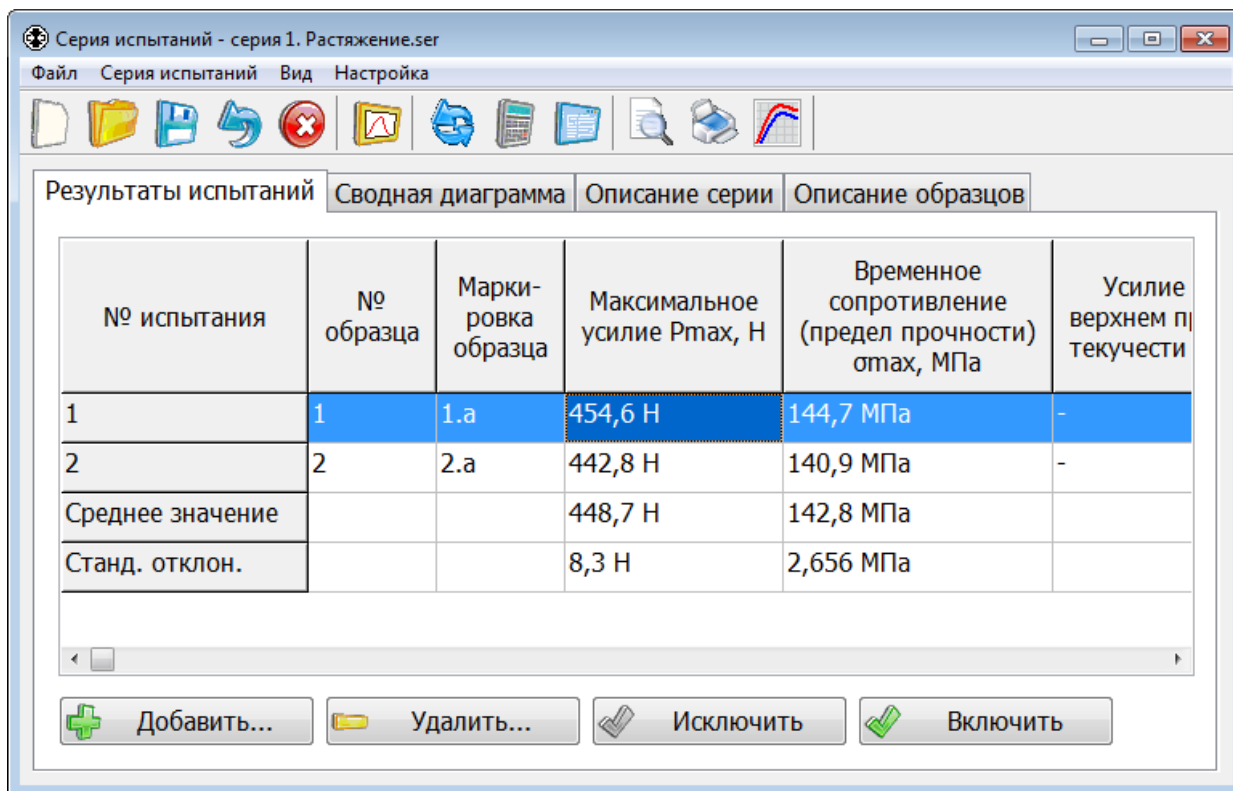 Серия испытаний - серия 1. Растяжение.ser
Файл Серия испытаний Вид Настройка
Результаты испытаний Сводная диаграмма Описание серии Описание образцов
№ испытания
№
образца
Марки-
ровка
образца
Максимальное
усилие Pmax, Н
Временное
сопротивление
(предел прочности)
σmax, МПа
Усилие
верхнем
текучести
1 1 1.а 454,6 Н 144,7 МПа -
2 2 2.а 442,8 Н 140,9 МПа -
Среднее значение 448,7 Н 142,8 МПа
Станд. отклон. 8,3 Н 2,656 МПа
Добавить... Удалить... Исключить Включить